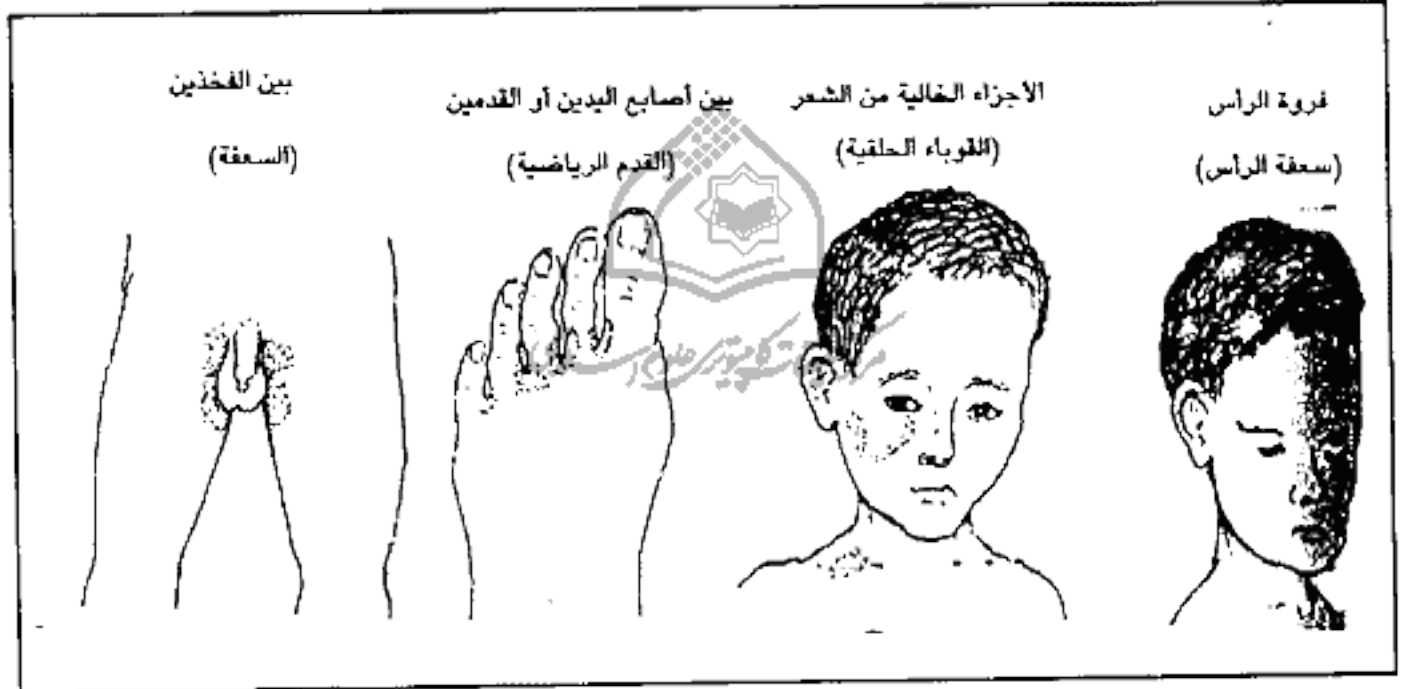 فروة الرأس
(سعفة الرأس)
الأجزاء الخالية من الشعر
(القوباء الحلقية)
بين أصابع اليدين أو القدمين
(القدم الرياضية)
بين الفخذين
(السعفة)